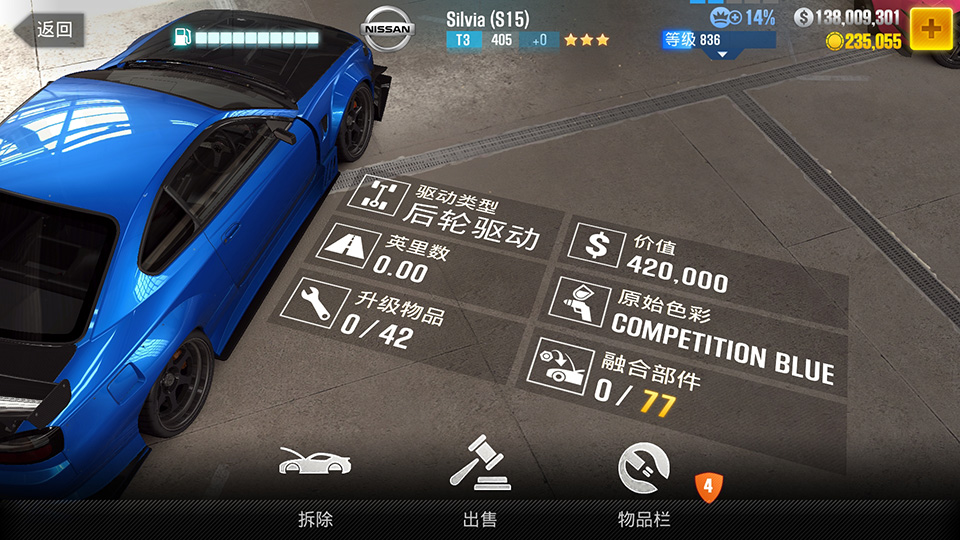 返回
NISSAN
Silvia (S15)
T3 405 +0
14%
等级 836
138,009,301
235,055
驱动类型
后轮驱动
英里数
0.00
升级物品
0 / 42
价值
420,000
原始色彩
COMPETITION BLUE
融合部件
0 / 77
拆除
出售
物品栏
4